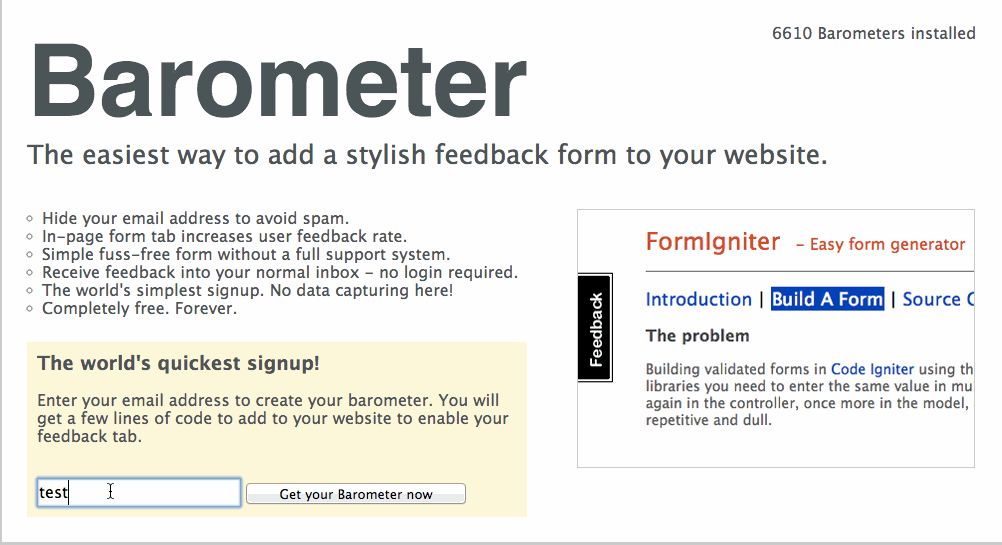 6610 Barometers installed
Barometer
The easiest way to add a stylish feedback form to your website.
Hide your email address to avoid spam.
In-page form tab increases user feedback rate.
Simple fuss-free form without a full support system.
Receive feedback into your normal inbox – no login required.
The world's simplest signup. No data capturing here!
Completely free. Forever.
The world's quickest signup!
Enter your email address to create your barometer. You will
get a few lines of code to add to your website to enable your
feedback tab.
test
Get your Barometer now
FormIgniter – Easy form generator
Feedback
Introduction | Build A Form | Source
The problem
Building validated forms in Code Igniter using th
libraries you need to enter the same value in mu
again in the controller, once more in the model,
repetitive and dull.